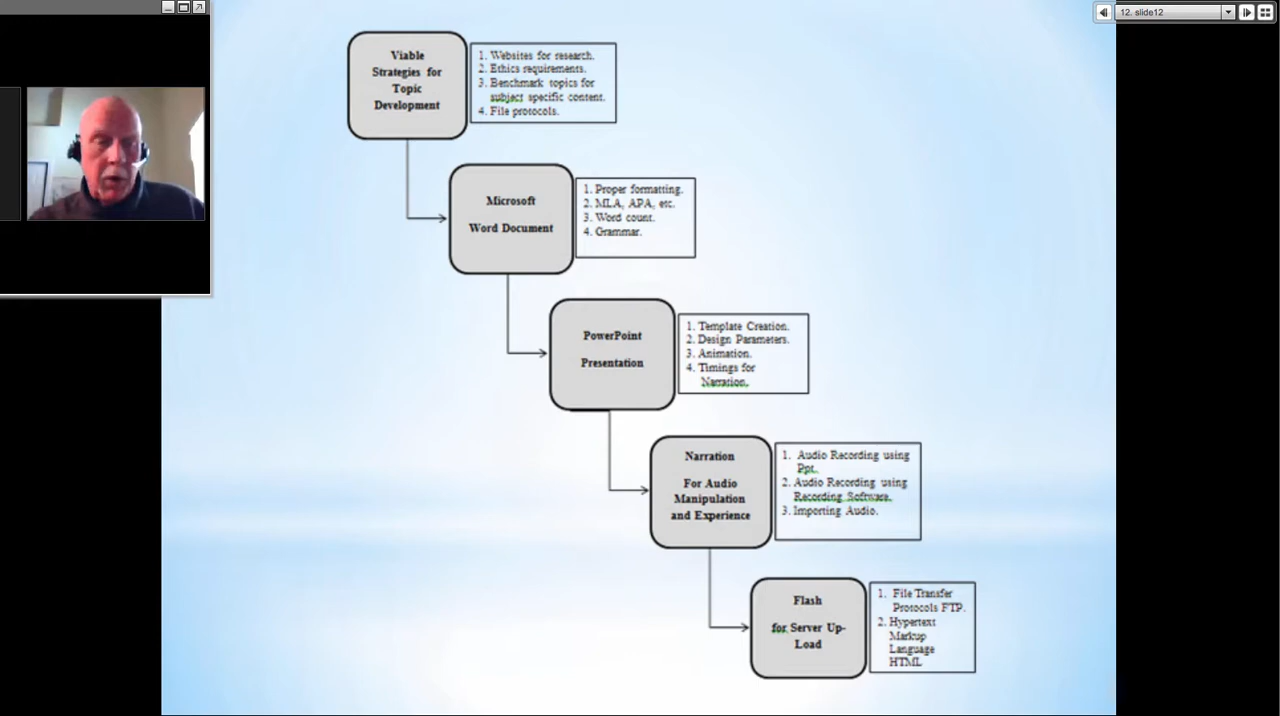 12. slide12
Viable
Strategies for
Topic
Development
1. Websites for research.
2. Ethics requirements.
3. Benchmark topics for
subject specific content.
4. File protocols.
Microsoft
Word Document
1. Proper formatting.
2. MLA, APA, etc.
3. Word count.
4. Grammar.
PowerPoint
Presentation
1. Template Creation.
2. Design Parameters.
3. Animation.
4. Timings for
Narration.
Narration
For Audio
Manipulation
and Experience
1. Audio Recording using
Ppt.
2. Audio Recording using
Recording Software.
3. Importing Audio.
Flash
for Server Up-
Load
1. File Transfer
Protocols FTP.
2. Hypertext
Markup
Language
HTML